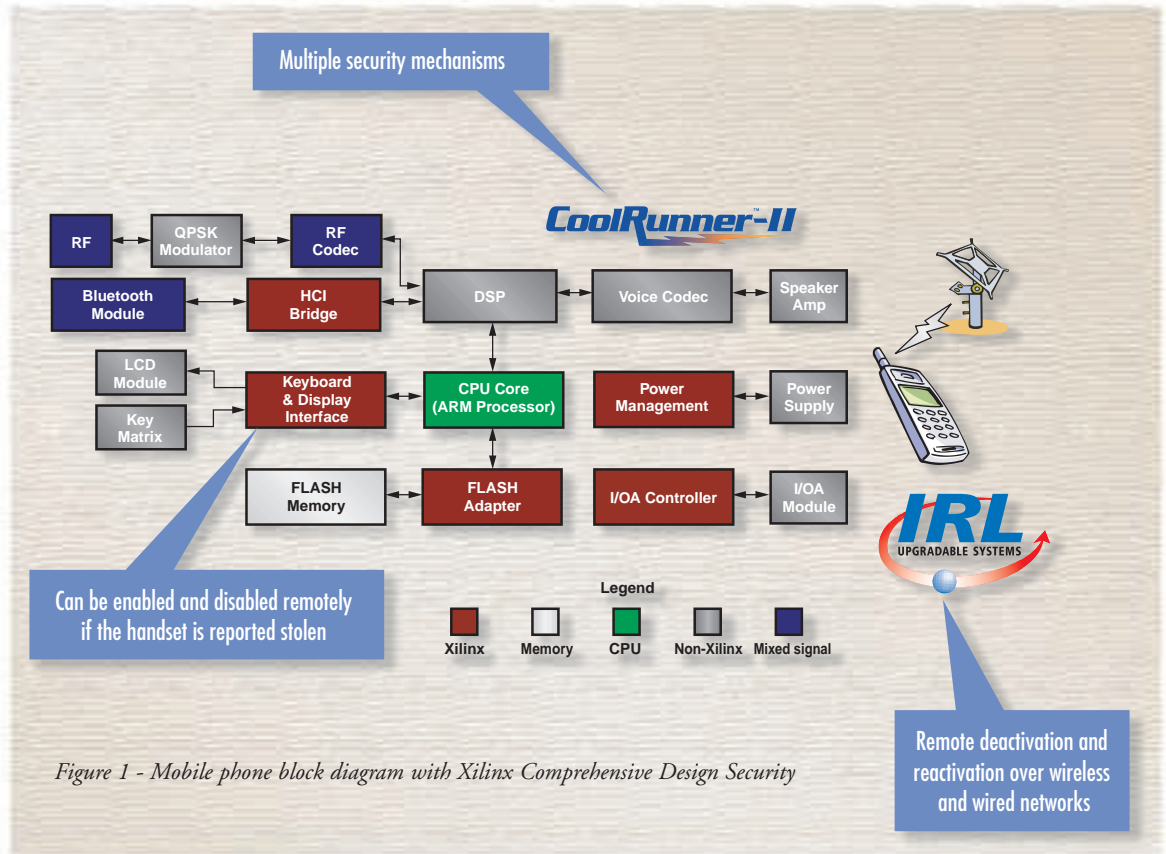 Multiple security mechanisms
CoolRunner™-II
RF
QPSK
Modulator
RF
Codec
Bluetooth
Module
HCI
Bridge
DSP
Voice Codec
Speaker
Amp
LCD
Module
Key
Matrix
Keyboard
& Display
Interface
CPU Core
(ARM Processor)
Power
Management
Power
Supply
FLASH
Memory
FLASH
Adapter
I/OA Controller
I/OA
Module
IRL
UPGRADABLE SYSTEMS
Can be enabled and disabled remotely
if the handset is reported stolen
Legend
Xilinx
Memory
CPU
Non-Xilinx
Mixed signal
Remote deactivation and
reactivation over wireless
and wired networks
Figure 1 - Mobile phone block diagram with Xilinx Comprehensive Design Security